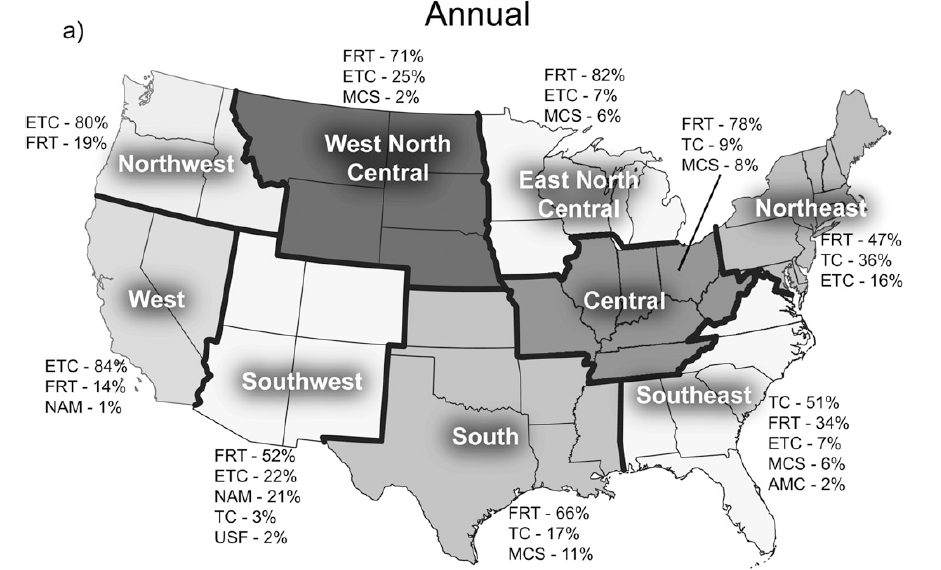 Annual
a)
FRT - 71%
ETC - 25%
MCS - 2%
FRT - 82%
ETC - 7%
MCS - 6%
FRT - 78%
TC - 9%
MCS - 8%
ETC - 80%
FRT - 19%
Northwest
West North
Central
East North
Central
Northeast
FRT - 47%
TC - 36%
ETC - 16%
West
Central
ETC - 84%
FRT - 14%
NAM - 1%
Southwest
Southeast
TC - 51%
FRT - 34%
ETC - 7%
MCS - 6%
AMC - 2%
South
FRT - 52%
ETC - 22%
NAM - 21%
TC - 3%
USF - 2%
FRT - 66%
TC - 17%
MCS - 11%